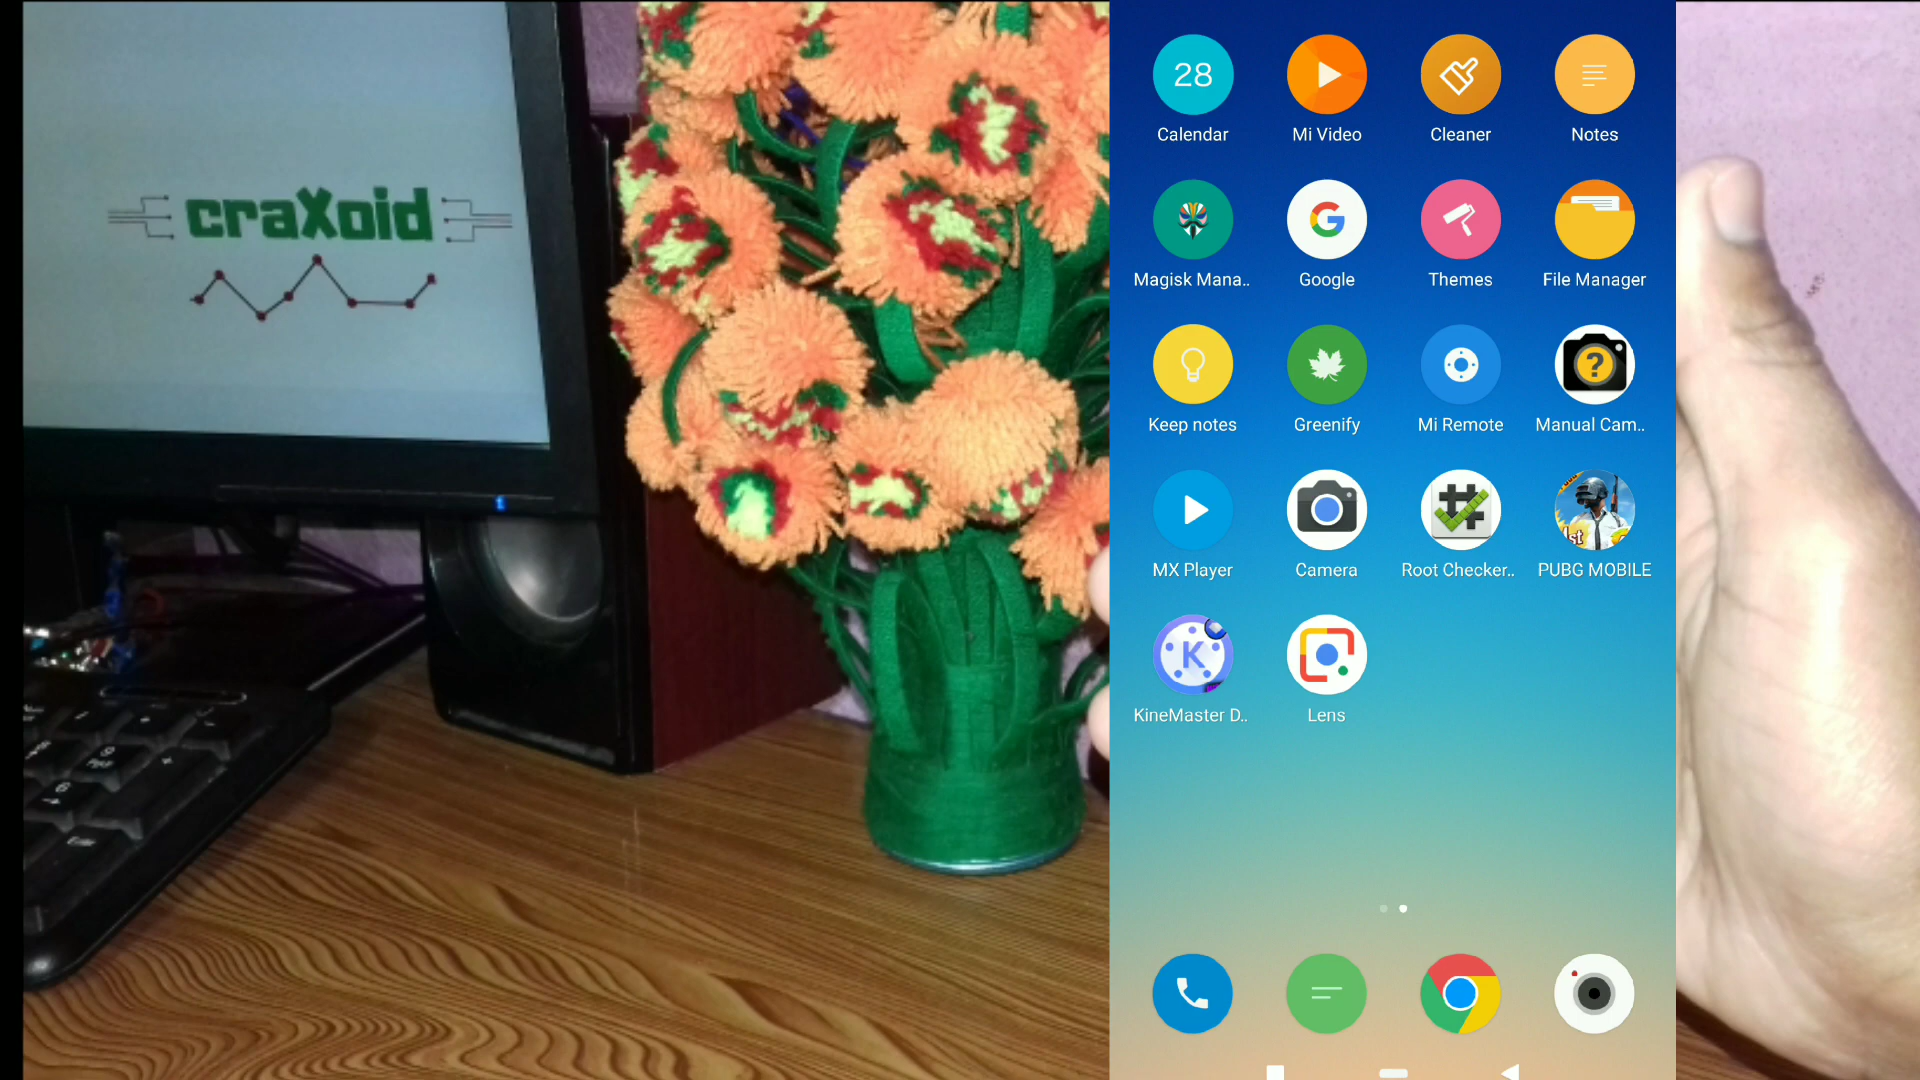 craXoid
28
Calendar
Mi Video
Cleaner
Notes
Magisk Mana..
Google
Themes
File Manager
Keep notes
Greenify
Mi Remote
Manual Cam..
MX Player
Camera
Root Checker..
PUBG MOBILE
1st
K
KineMaster D..
Lens